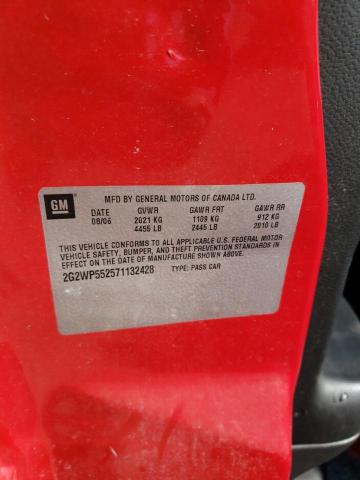 GM
MFD BY GENERAL MOTORS OF CANADA LTD.
DATE GVWR GAWR FRT GAWR RR
08/06 2021 KG 1109 KG 912 KG
4455 LB 2445 LB 2010 LB
THIS VEHICLE CONFORMS TO ALL APPLICABLE U.S. FEDERAL MOTOR
VEHICLE SAFETY, BUMPER, AND THEFT PREVENTION STANDARDS IN
EFFECT ON THE DATE OF MANUFACTURE SHOWN ABOVE.
2G2WP552571132428 TYPE: PASS CAR